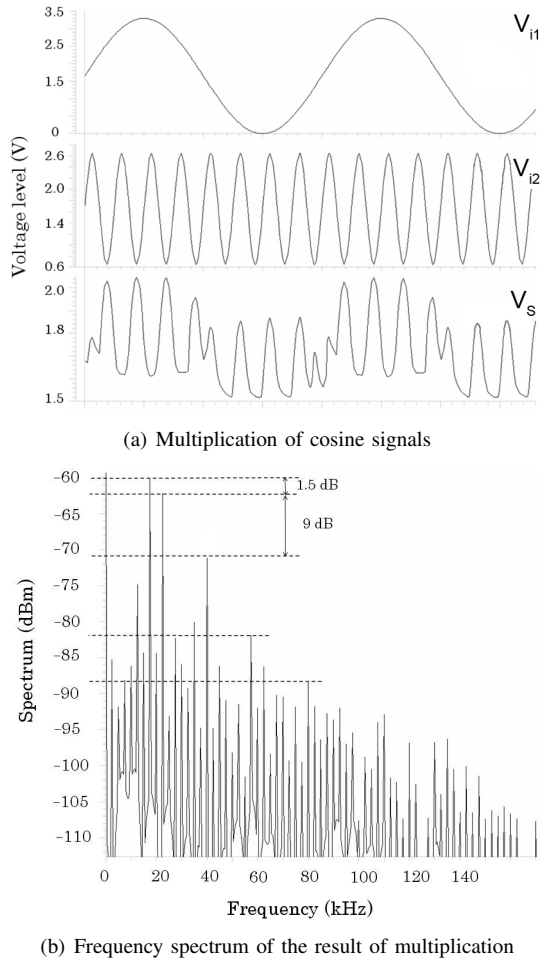 3.5
V_{i1}
1.5
0
Voltage level (V)
2.6
V_{i2}
2.0
1.4
0.6
2.0
V_S
1.8
1.5
(a) Multiplication of cosine signals
−60
1.5 dB
−65
9 dB
−70
−75
−80
−85
−90
−95
−100
−105
−110
Spectrum (dBm)
0 20 40 60 80 100 120 140
Frequency (kHz)
(b) Frequency spectrum of the result of multiplication